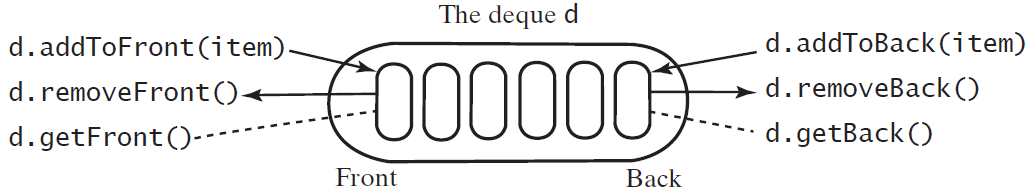 The deque d
d.addToFront(item)
d.addToBack(item)
d.removeFront()
d.removeBack()
d.getFront()
d.getBack()
Front
Back